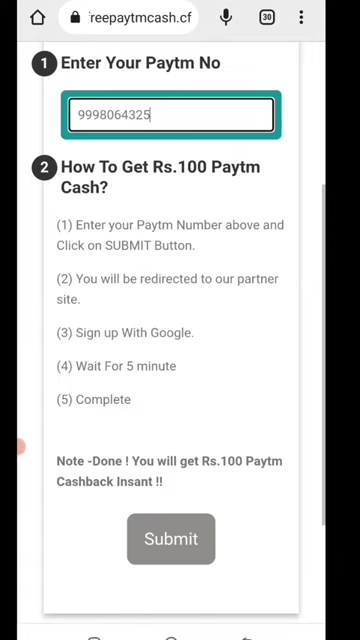 reepaytmcash.cf
30
1 Enter Your Paytm No
9998064325
2 How To Get Rs.100 Paytm
Cash?
(1) Enter your Paytm Number above and
Click on SUBMIT Button.
(2) You will be redirected to our partner
site.
(3) Sign up With Google.
(4) Wait For 5 minute
(5) Complete
Note -Done ! You will get Rs.100 Paytm
Cashback Insant !!
Submit